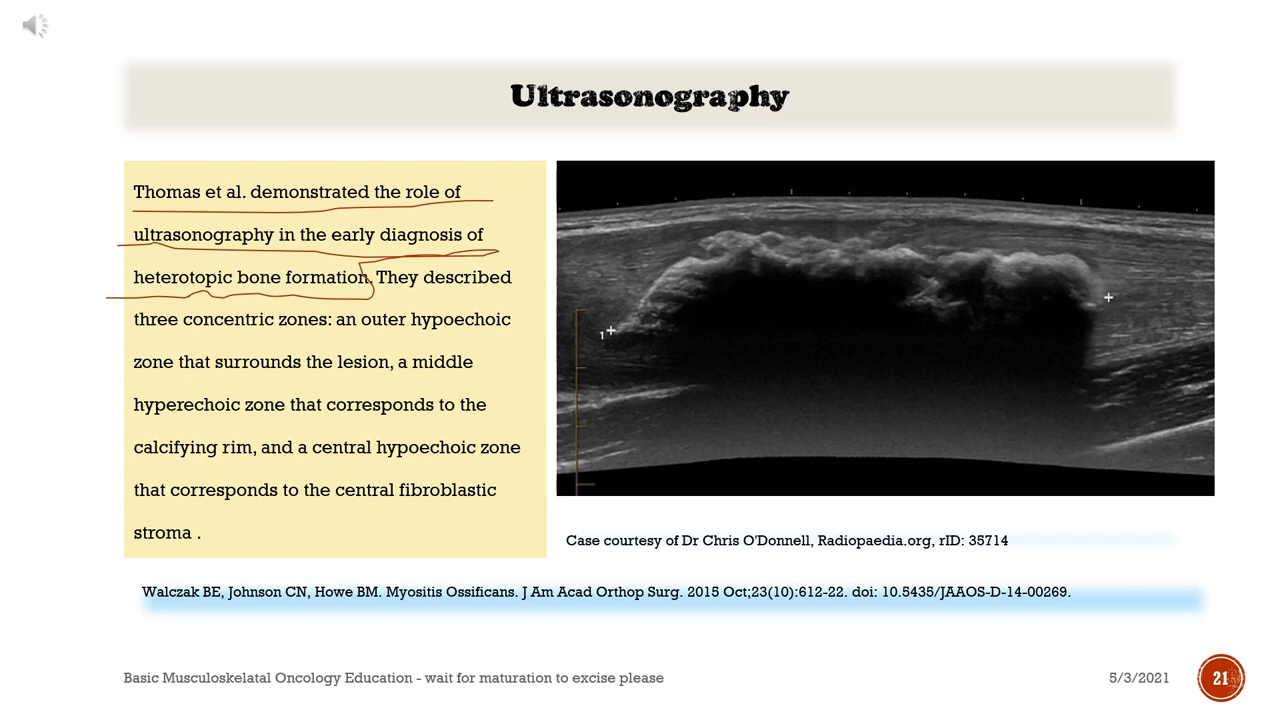 Ultrasonography
Thomas et al. demonstrated the role of
ultrasonography in the early diagnosis of
heterotopic bone formation. They described
three concentric zones: an outer hypoechoic
zone that surrounds the lesion, a middle
hyperechoic zone that corresponds to the
calcifying rim, and a central hypoechoic zone
that corresponds to the central fibroblastic
stroma .
1
Case courtesy of Dr Chris O'Donnell, Radiopaedia.org, rID: 35714
Walczak BE, Johnson CN, Howe BM. Myositis Ossificans. J Am Acad Orthop Surg. 2015 Oct;23(10):612-22. doi: 10.5435/JAAOS-D-14-00269.
Basic Musculoskelatal Oncology Education - wait for maturation to excise please
5/3/2021
21